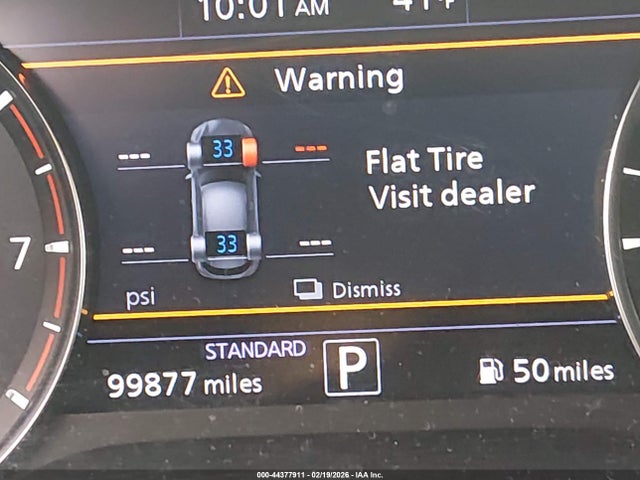 10:01 AM 41°F
Warning
33 ---
---
Flat Tire
Visit dealer
--- 33 ---
psi
Dismiss
STANDARD
P
99877 miles
50 miles
7
000-44377911 - 02/19/2026 - IAA Inc.